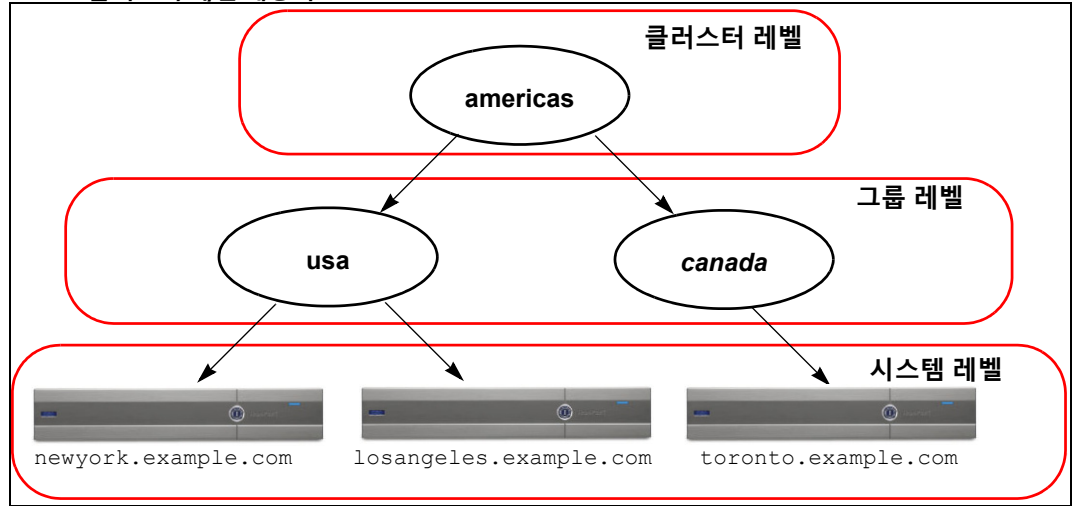 클러스터 레벨
americas
그룹 레벨
usa
canada
시스템 레벨
newyork.example.com
losangeles.example.com
toronto.example.com